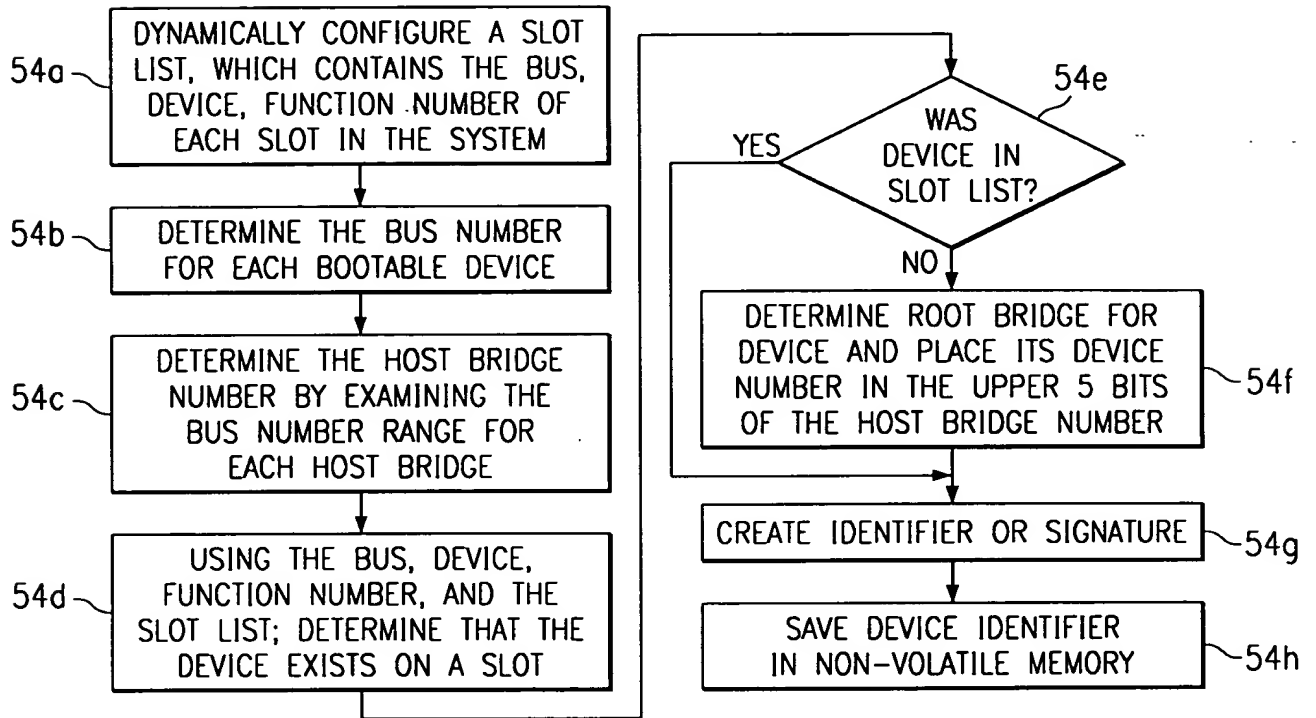 54a
DYNAMICALLY CONFIGURE A SLOT
LIST, WHICH CONTAINS THE BUS,
DEVICE, FUNCTION NUMBER OF
EACH SLOT IN THE SYSTEM
54b
DETERMINE THE BUS NUMBER
FOR EACH BOOTABLE DEVICE
54c
DETERMINE THE HOST BRIDGE
NUMBER BY EXAMINING THE
BUS NUMBER RANGE FOR
EACH HOST BRIDGE
54d
USING THE BUS, DEVICE,
FUNCTION NUMBER, AND THE
SLOT LIST; DETERMINE THAT THE
DEVICE EXISTS ON A SLOT
54e
WAS
DEVICE IN
SLOT LIST?
YES
NO
DETERMINE ROOT BRIDGE FOR
DEVICE AND PLACE ITS DEVICE
NUMBER IN THE UPPER 5 BITS
OF THE HOST BRIDGE NUMBER
54f
CREATE IDENTIFIER OR SIGNATURE
54g
SAVE DEVICE IDENTIFIER
IN NON-VOLATILE MEMORY
54h